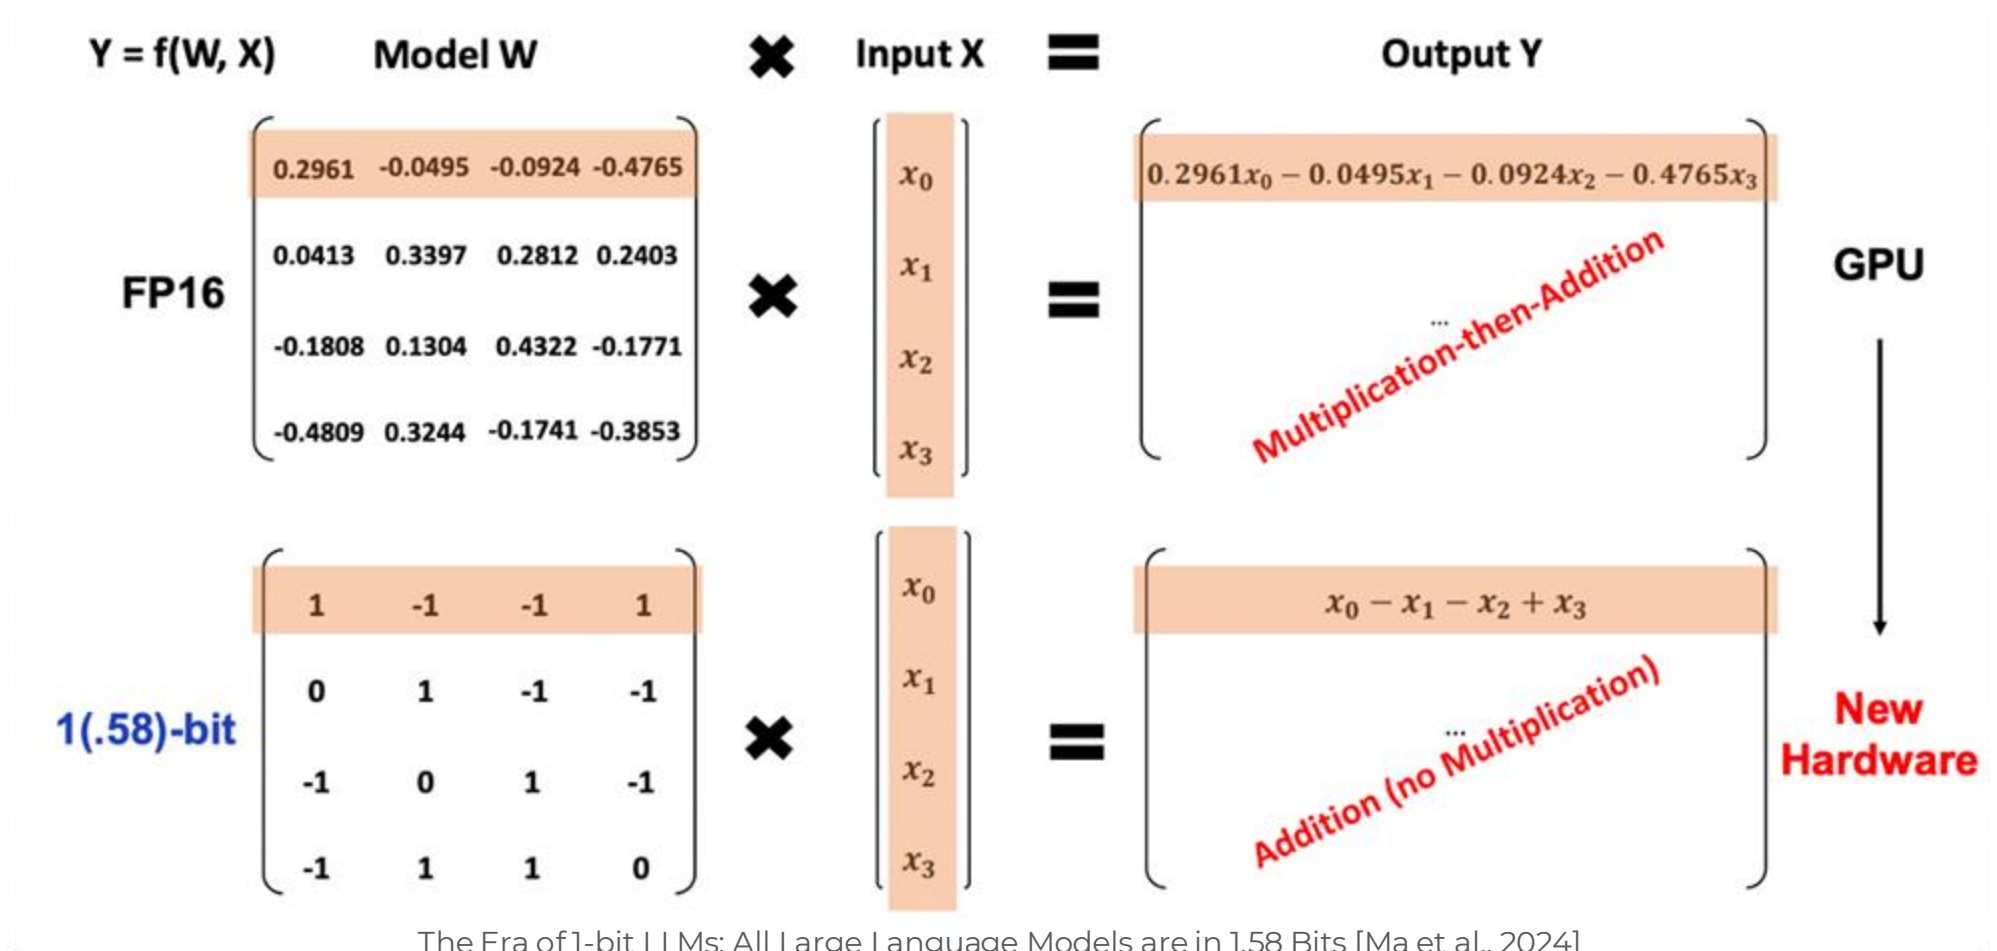 Y = f(W, X) Model W ✖ Input X = Output Y
FP16
0.2961 -0.0495 -0.0924 -0.4765
0.0413 0.3397 0.2812 0.2403
-0.1808 0.1304 0.4322 -0.1771
-0.4809 0.3244 -0.1741 -0.3853
✖
x₀
x₁
x₂
x₃
=
0.2961x₀ − 0.0495x₁ − 0.0924x₂ − 0.4765x₃
...
Multiplication-then-Addition
GPU
1(.58)-bit
1 -1 -1 1
0 1 -1 -1
-1 0 1 -1
-1 1 1 0
✖
x₀
x₁
x₂
x₃
=
x₀ − x₁ − x₂ + x₃
...
Addition (no Multiplication)
New
Hardware
The Era of 1-bit LLMs: All Large Language Models are in 1.58 Bits [Ma et al., 2024]